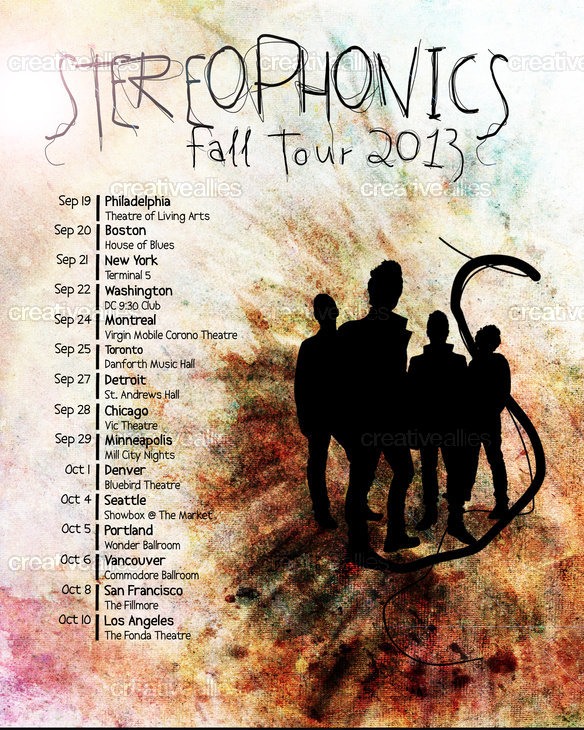 STEREOPHONICS
Fall Tour 2013
Sep 19 Philadelphia
Theatre of Living Arts
Sep 20 Boston
House of Blues
Sep 21 New York
Terminal 5
Sep 22 Washington
DC 9:30 Club
Sep 24 Montreal
Virgin Mobile Corono Theatre
Sep 25 Toronto
Danforth Music Hall
Sep 27 Detroit
St. Andrews Hall
Sep 28 Chicago
Vic Theatre
Sep 29 Minneapolis
Mill City Nights
Oct 1 Denver
Bluebird Theatre
Oct 4 Seattle
Showbox @ The Market
Oct 5 Portland
Wonder Ballroom
Oct 6 Vancouver
Commodore Ballroom
Oct 8 San Francisco
The Fillmore
Oct 10 Los Angeles
The Fonda Theatre
creativeallies